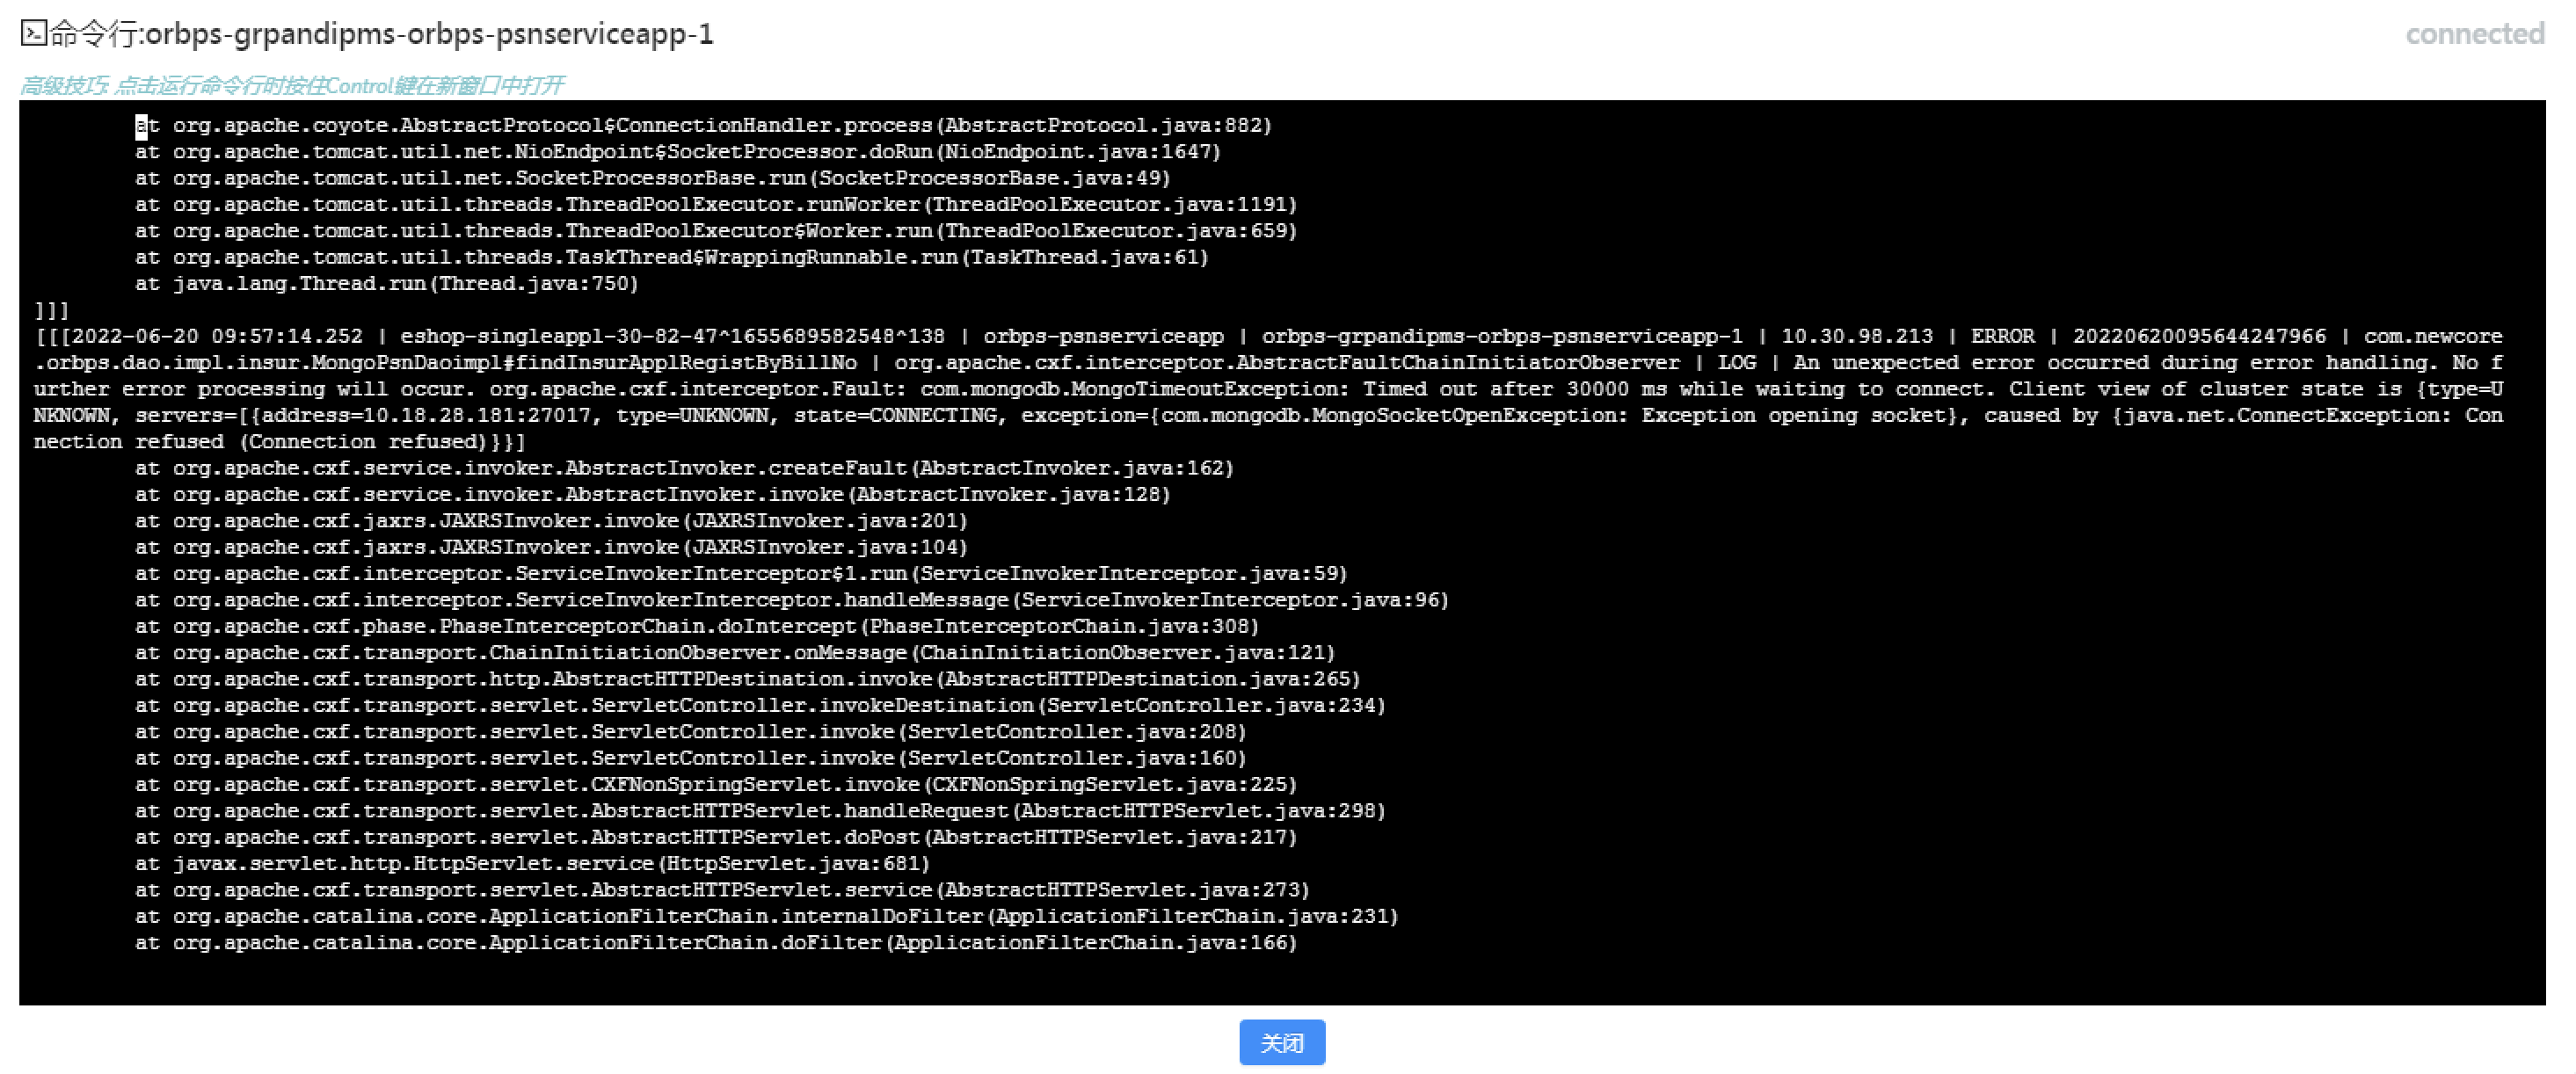 命令行:orbps-grpandipms-orbps-psnserviceapp-1
connected
高级技巧: 点击运行命令行时按住Control键在新窗口中打开
at org.apache.coyote.AbstractProtocol$ConnectionHandler.process(AbstractProtocol.java:882)
at org.apache.tomcat.util.net.NioEndpoint$SocketProcessor.doRun(NioEndpoint.java:1647)
at org.apache.tomcat.util.net.SocketProcessorBase.run(SocketProcessorBase.java:49)
at org.apache.tomcat.util.threads.ThreadPoolExecutor.runWorker(ThreadPoolExecutor.java:1191)
at org.apache.tomcat.util.threads.ThreadPoolExecutor$Worker.run(ThreadPoolExecutor.java:659)
at org.apache.tomcat.util.threads.TaskThread$WrappingRunnable.run(TaskThread.java:61)
at java.lang.Thread.run(Thread.java:750)
]]]
[[[2022-06-20 09:57:14.252 | eshop-singleappl-30-82-47^1655689582548^138 | orbps-psnserviceapp | orbps-grpandipms-orbps-psnserviceapp-1 | 10.30.98.213 | ERROR | 20220620095644247966 | com.newcore
.orbps.dao.impl.insur.MongoPsnDaoimpl#findInsurApplRegistByBillNo | org.apache.cxf.interceptor.AbstractFaultChainInitiatorObserver | LOG | An unexpected error occurred during error handling. No f
urther error processing will occur. org.apache.cxf.interceptor.Fault: com.mongodb.MongoTimeoutException: Timed out after 30000 ms while waiting to connect. Client view of cluster state is {type=U
NKNOWN, servers=[{address=10.18.28.181:27017, type=UNKNOWN, state=CONNECTING, exception={com.mongodb.MongoSocketOpenException: Exception opening socket}, caused by {java.net.ConnectException: Con
nection refused (Connection refused)}}]
at org.apache.cxf.service.invoker.AbstractInvoker.createFault(AbstractInvoker.java:162)
at org.apache.cxf.service.invoker.AbstractInvoker.invoke(AbstractInvoker.java:128)
at org.apache.cxf.jaxrs.JAXRSInvoker.invoke(JAXRSInvoker.java:201)
at org.apache.cxf.jaxrs.JAXRSInvoker.invoke(JAXRSInvoker.java:104)
at org.apache.cxf.interceptor.ServiceInvokerInterceptor$1.run(ServiceInvokerInterceptor.java:59)
at org.apache.cxf.interceptor.ServiceInvokerInterceptor.handleMessage(ServiceInvokerInterceptor.java:96)
at org.apache.cxf.phase.PhaseInterceptorChain.doIntercept(PhaseInterceptorChain.java:308)
at org.apache.cxf.transport.ChainInitiationObserver.onMessage(ChainInitiationObserver.java:121)
at org.apache.cxf.transport.http.AbstractHTTPDestination.invoke(AbstractHTTPDestination.java:265)
at org.apache.cxf.transport.servlet.ServletController.invokeDestination(ServletController.java:234)
at org.apache.cxf.transport.servlet.ServletController.invoke(ServletController.java:208)
at org.apache.cxf.transport.servlet.ServletController.invoke(ServletController.java:160)
at org.apache.cxf.transport.servlet.CXFNonSpringServlet.invoke(CXFNonSpringServlet.java:225)
at org.apache.cxf.transport.servlet.AbstractHTTPServlet.handleRequest(AbstractHTTPServlet.java:298)
at org.apache.cxf.transport.servlet.AbstractHTTPServlet.doPost(AbstractHTTPServlet.java:217)
at javax.servlet.http.HttpServlet.service(HttpServlet.java:681)
at org.apache.cxf.transport.servlet.AbstractHTTPServlet.service(AbstractHTTPServlet.java:273)
at org.apache.catalina.core.ApplicationFilterChain.internalDoFilter(ApplicationFilterChain.java:231)
at org.apache.catalina.core.ApplicationFilterChain.doFilter(ApplicationFilterChain.java:166)
关闭